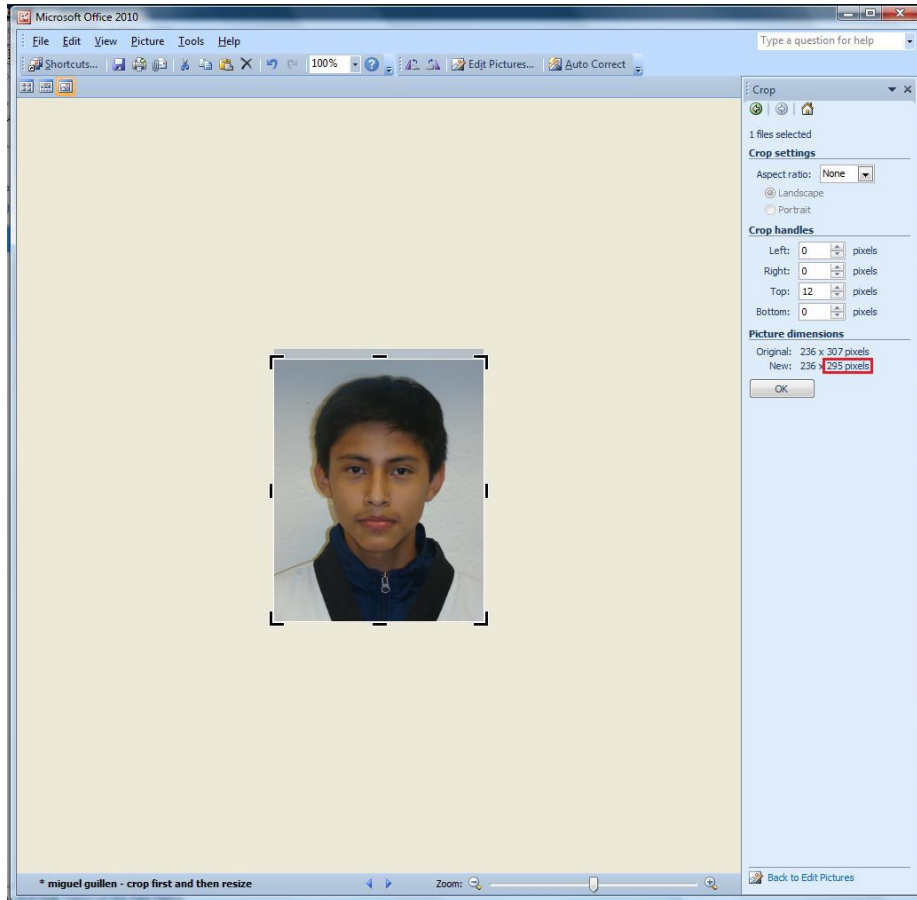 Microsoft Office 2010
File Edit View Picture Tools Help
Type a question for help
Shortcuts... 100% Edit Pictures... Auto Correct
Crop
1 files selected
Crop settings
Aspect ratio: None
Landscape
Portrait
Crop handles
Left: 0 pixels
Right: 0 pixels
Top: 12 pixels
Bottom: 0 pixels
Picture dimensions
Original: 236 x 307 pixels
New: 236 x 295 pixels
OK
Back to Edit Pictures
* miguel guillen - crop first and then resize Zoom: